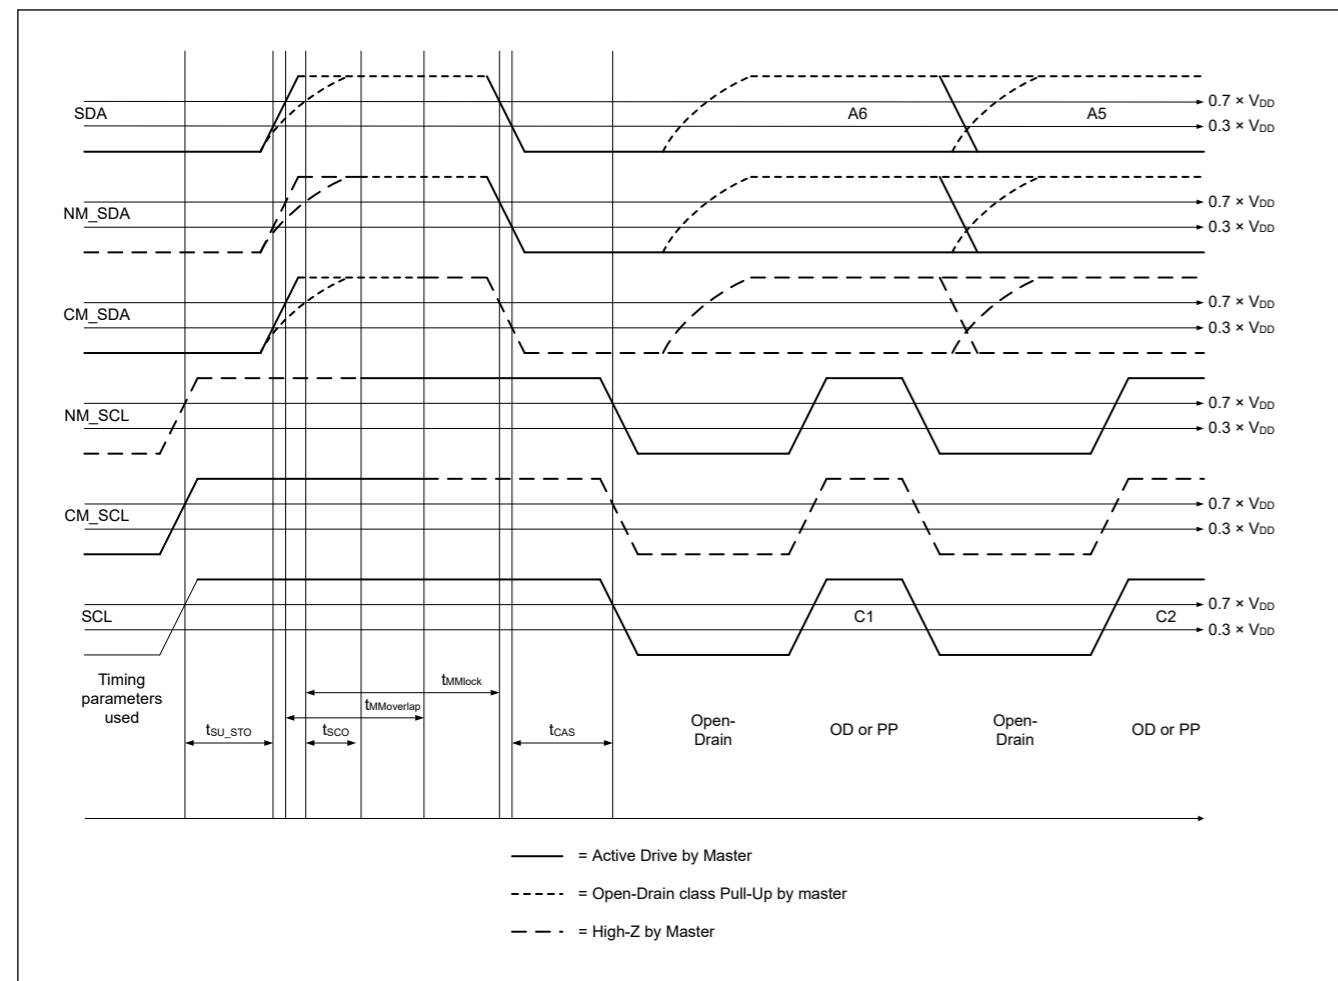 SDA
A6
A5
0.7 × VDD
0.3 × VDD
NM_SDA
0.7 × VDD
0.3 × VDD
CM_SDA
0.7 × VDD
0.3 × VDD
NM_SCL
0.7 × VDD
0.3 × VDD
CM_SCL
0.7 × VDD
0.3 × VDD
SCL
C1
C2
0.7 × VDD
0.3 × VDD
Timing
parameters
used
tMMlock
tMMoverlap
tSU_STO
tSCO
tCAS
Open-
Drain
OD or PP
Open-
Drain
OD or PP
= Active Drive by Master
= Open-Drain class Pull-Up by master
= High-Z by Master